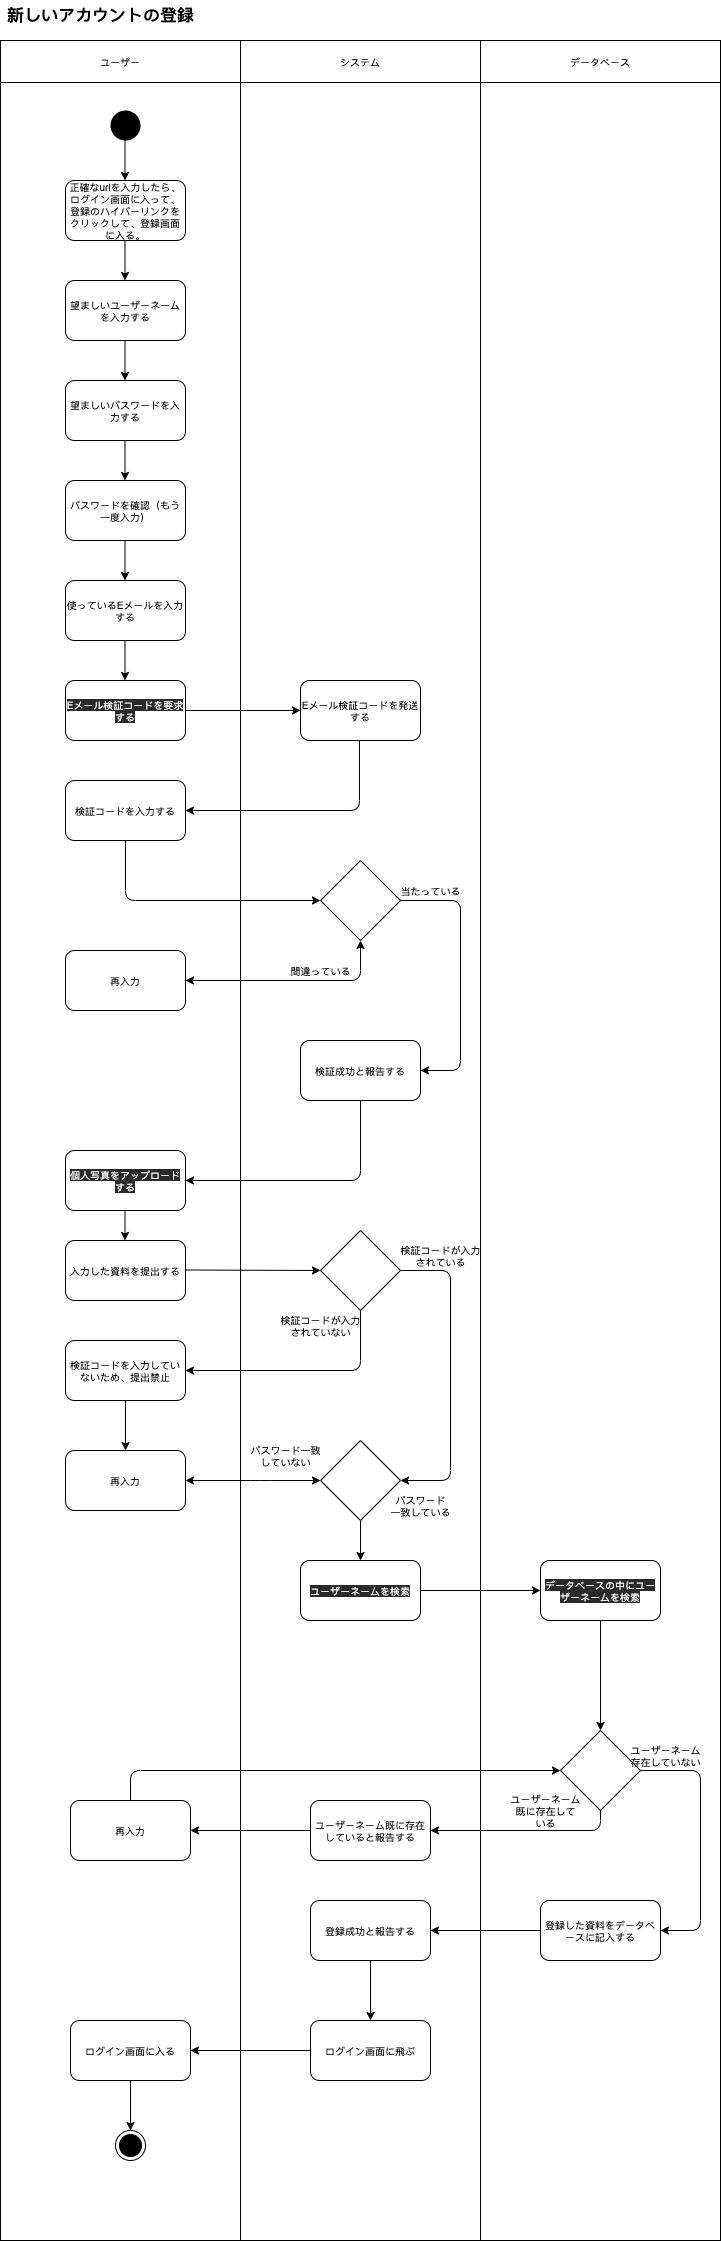 新しいアカウントの登録
ユーザー
システム
データベース
正確なurlを入力したら、
ログイン画面に入って、
登録のハイパーリンクを
クリックして、登録画面
に入る。
望ましいユーザーネーム
を入力する
望ましいパスワードを入
力する
パスワードを確認（もう
一度入力）
使っているEメールを入力
する
Eメール検証コードを要求
する
Eメール検証コードを発送
する
検証コードを入力する
当たっている
間違っている
再入力
検証成功と報告する
個人写真をアップロード
する
入力した資料を提出する
検証コードが入力
されている
検証コードが入力
されていない
検証コードを入力してい
ないため、提出禁止
パスワード一致
していない
再入力
パスワード
一致している
ユーザーネームを検索
データベースの中にユー
ザーネームを検索
ユーザーネーム
存在していない
ユーザーネーム
既に存在して
いる
ユーザーネーム既に存在
していると報告する
再入力
登録した資料をデータベ
ースに記入する
登録成功と報告する
ログイン画面に飛ぶ
ログイン画面に入る